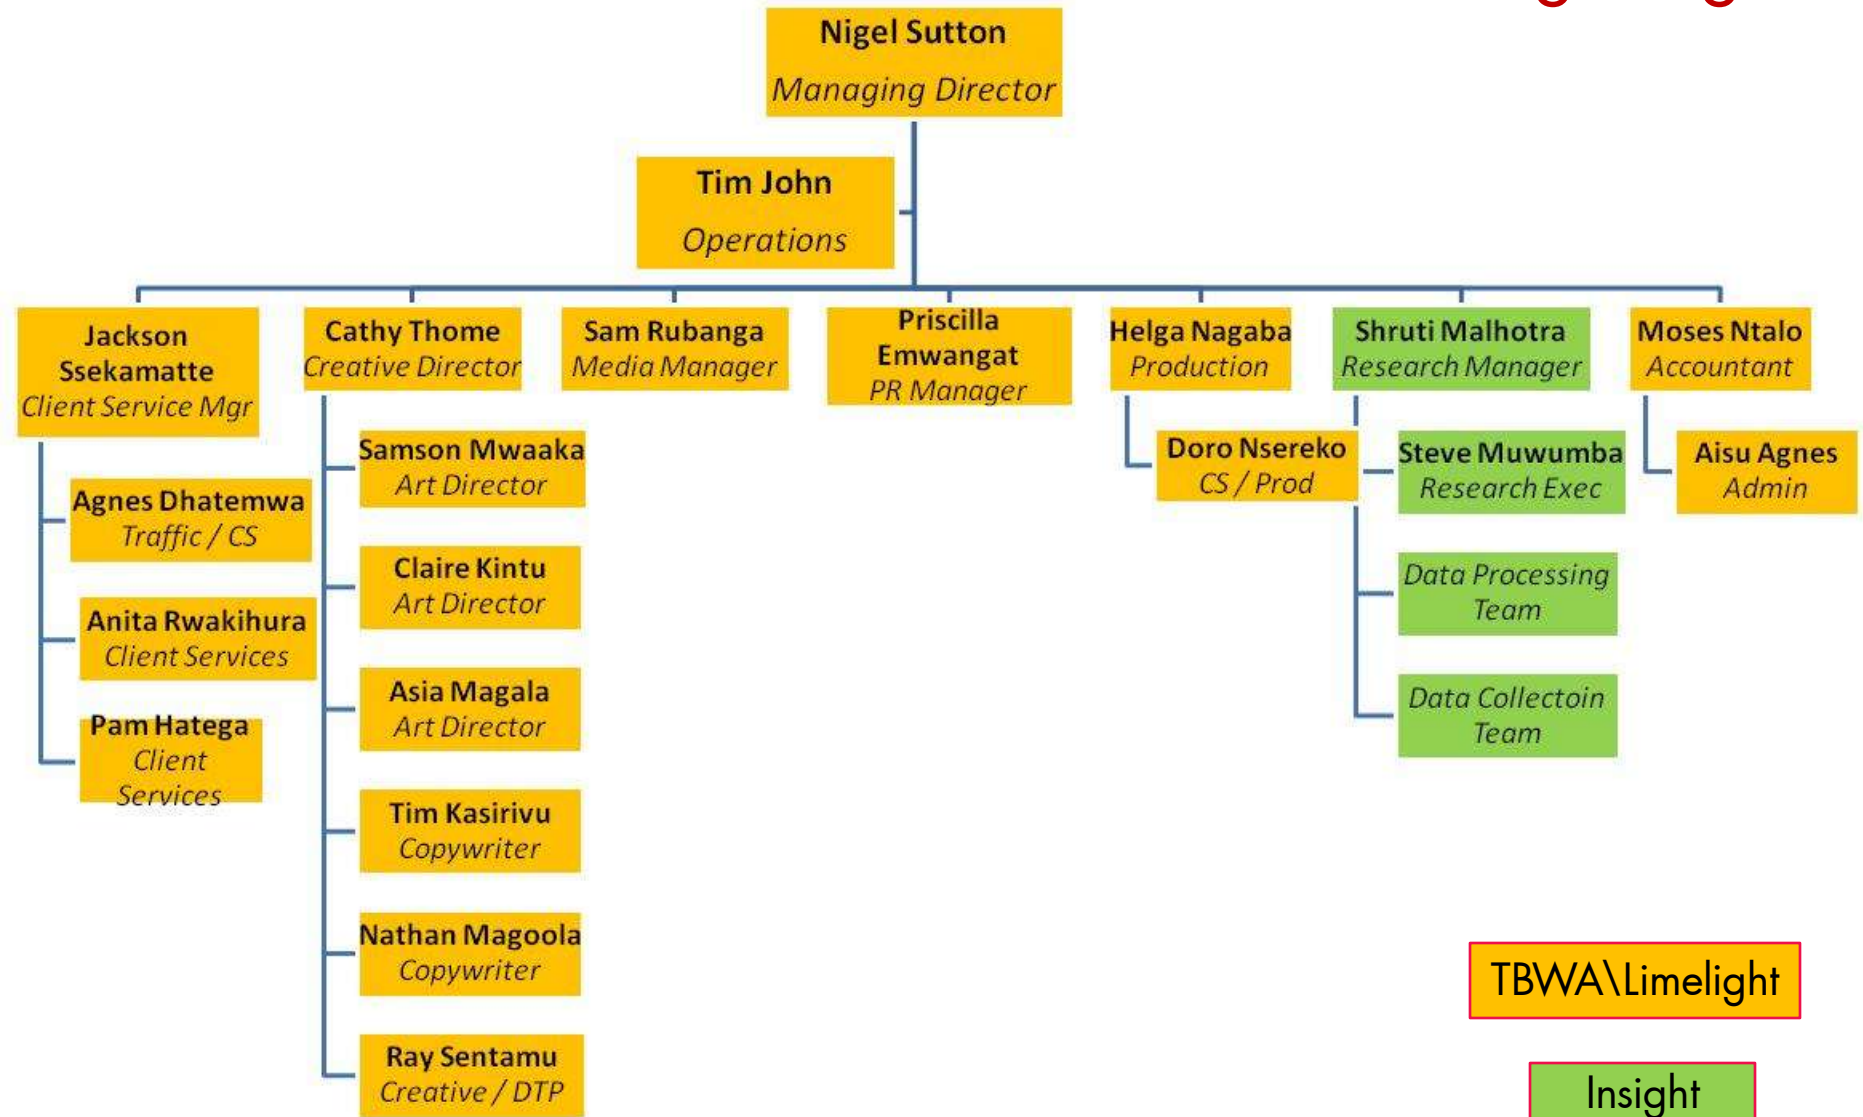 Nigel Sutton
Managing Director
Tim John
Operations
Jackson
Ssekamatte
Client Service Mgr
Agnes Dhatemwa
Traffic / CS
Anita Rwakihura
Client Services
Pam Hatega
Client
Services
Cathy Thome
Creative Director
Samson Mwaaka
Art Director
Claire Kintu
Art Director
Asia Magala
Art Director
Tim Kasirivu
Copywriter
Nathan Magoola
Copywriter
Ray Sentamu
Creative / DTP
Sam Rubanga
Media Manager
Priscilla
Emwangat
PR Manager
Helga Nagaba
Production
Doro Nsereko
CS / Prod
Shruti Malhotra
Research Manager
Steve Muwumba
Research Exec
Data Processing
Team
Data Collectoin
Team
Moses Ntalo
Accountant
Aisu Agnes
Admin
TBWA\Limelight
Insight